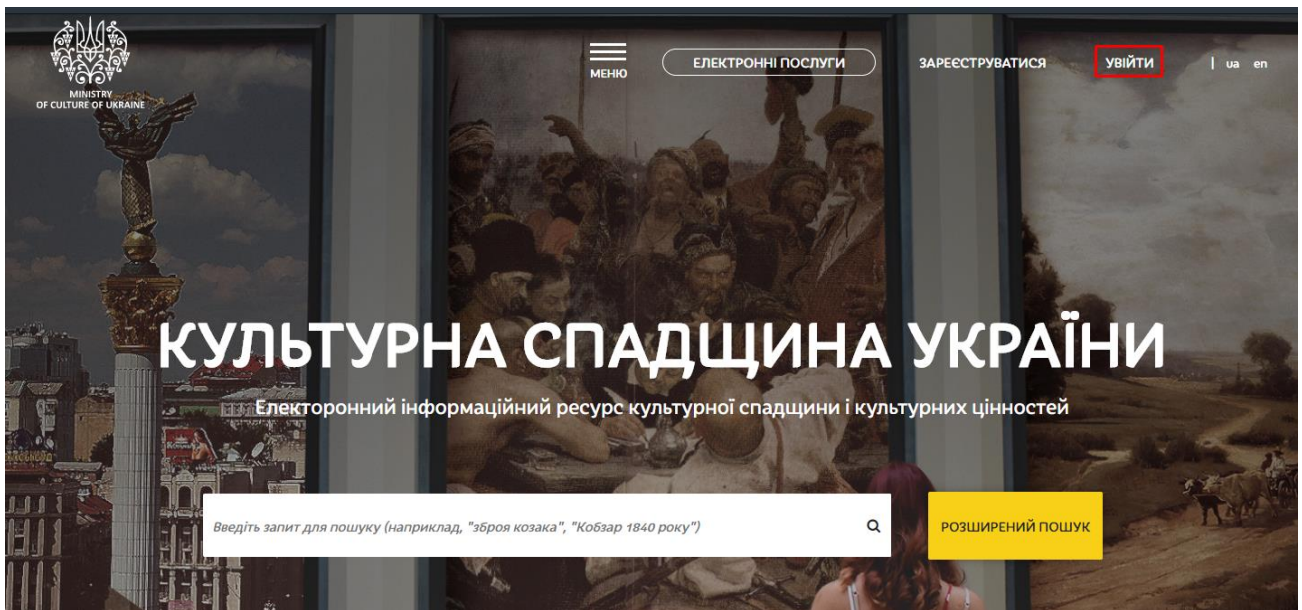 MINISTRY
OF CULTURE OF UKRAINE
МЕНЮ
ЕЛЕКТРОННІ ПОСЛУГИ
ЗАРЕЄСТРУВАТИСЯ
УВІЙТИ
| ua en
КУЛЬТУРНА СПАДЩИНА УКРАЇНИ
Електоронний інформаційний ресурс культурної спадщини і культурних цінностей
Введіть запит для пошуку (наприклад, "зброя козака", "Кобзар 1840 року")
РОЗШИРЕНИЙ ПОШУК